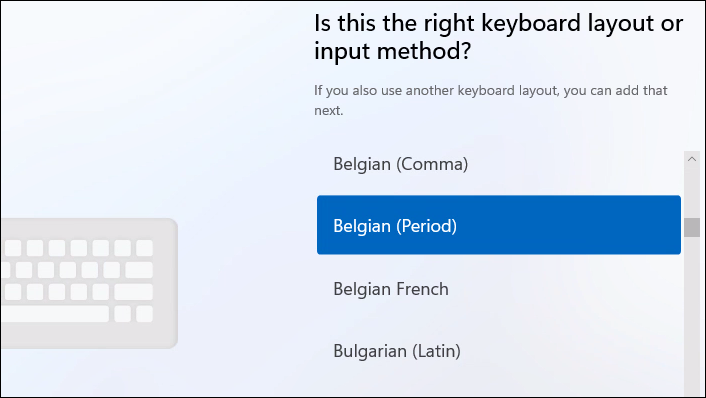 Is this the right keyboard layout or
input method?
If you also use another keyboard layout, you can add that
next.
Belgian (Comma)
Belgian (Period)
Belgian French
Bulgarian (Latin)